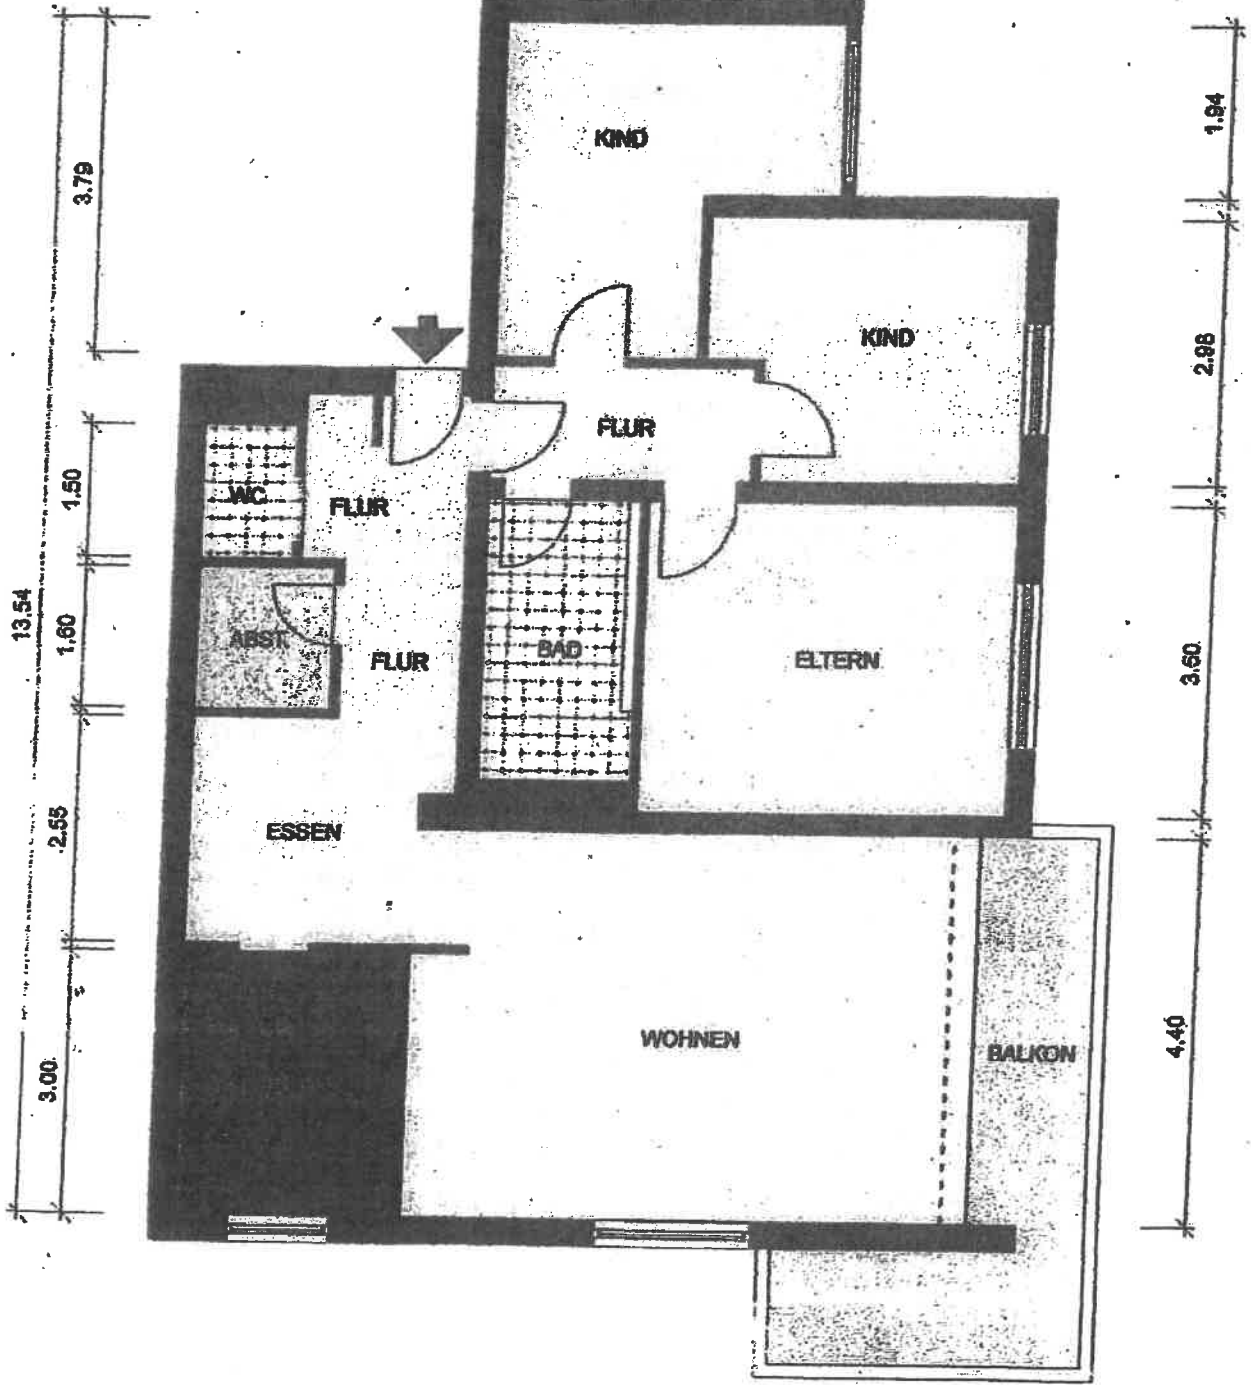 KIND
1.94
3.79
KIND
2.98
FLUR
WC
FLUR
1.50
13.54
1.60
ABST.
FLUR
BAD
ELTERN
3.60
2.55
ESSEN
WOHNEN
BALKON
4.40
3.00